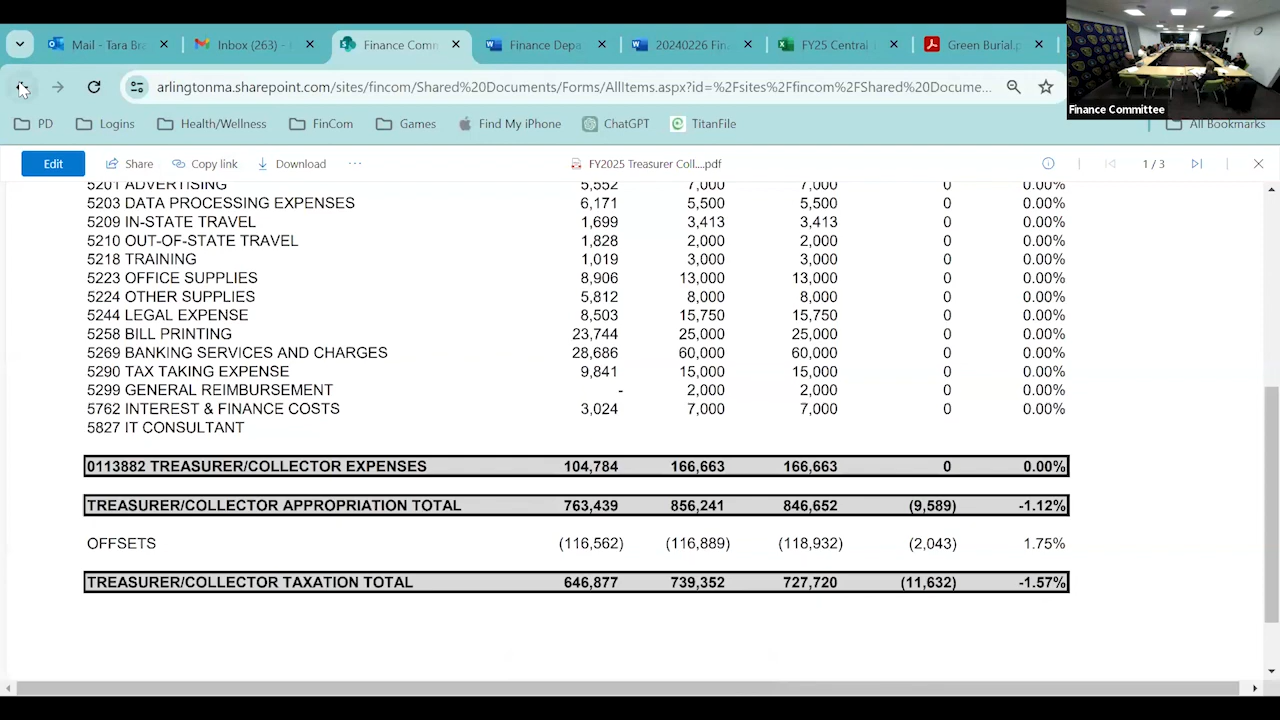 Mail - Tara Bra
Inbox (263) -
Finance Com
Finance Depa
20240226 Fin
FY25 Central
Green Burial.p
arlingtonma.sharepoint.com/sites/fincom/Shared%20Documents/Forms/AllItems.aspx?id=%2Fsites%2Ffincom%2FShared%20Docume...
Finance Committee
PD
Logins
Health/Wellness
FinCom
Games
Find My iPhone
ChatGPT
TitanFile
All Bookmarks
Edit
Share
Copy link
Download
...
FY2025 Treasurer Coll....pdf
1 / 3
5201 ADVERTISING 5,552 7,000 7,000 0 0.00%
5203 DATA PROCESSING EXPENSES 6,171 5,500 5,500 0 0.00%
5209 IN-STATE TRAVEL 1,699 3,413 3,413 0 0.00%
5210 OUT-OF-STATE TRAVEL 1,828 2,000 2,000 0 0.00%
5218 TRAINING 1,019 3,000 3,000 0 0.00%
5223 OFFICE SUPPLIES 8,906 13,000 13,000 0 0.00%
5224 OTHER SUPPLIES 5,812 8,000 8,000 0 0.00%
5244 LEGAL EXPENSE 8,503 15,750 15,750 0 0.00%
5258 BILL PRINTING 23,744 25,000 25,000 0 0.00%
5269 BANKING SERVICES AND CHARGES 28,686 60,000 60,000 0 0.00%
5290 TAX TAKING EXPENSE 9,841 15,000 15,000 0 0.00%
5299 GENERAL REIMBURSEMENT - 2,000 2,000 0 0.00%
5762 INTEREST & FINANCE COSTS 3,024 7,000 7,000 0 0.00%
5827 IT CONSULTANT
0113882 TREASURER/COLLECTOR EXPENSES 104,784 166,663 166,663 0 0.00%
TREASURER/COLLECTOR APPROPRIATION TOTAL 763,439 856,241 846,652 (9,589) -1.12%
OFFSETS (116,562) (116,889) (118,932) (2,043) 1.75%
TREASURER/COLLECTOR TAXATION TOTAL 646,877 739,352 727,720 (11,632) -1.57%